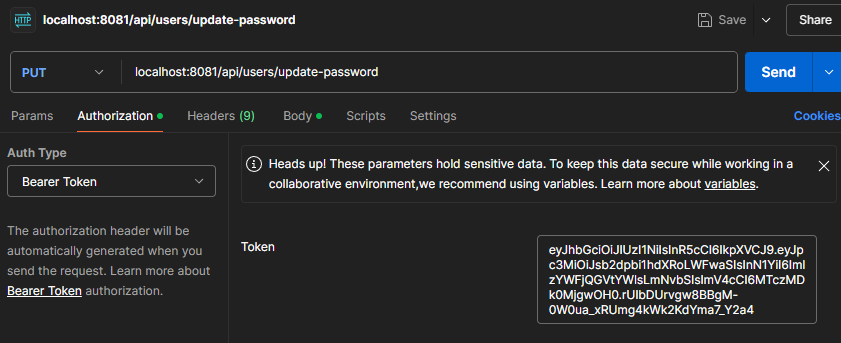 HTTP localhost:8081/api/users/update-password Save Share
PUT localhost:8081/api/users/update-password Send
Params Authorization Headers (9) Body Scripts Settings Cookies
Auth Type
Bearer Token
The authorization header will be
automatically generated when you
send the request. Learn more about
Bearer Token authorization.
Heads up! These parameters hold sensitive data. To keep this data secure while working in a
collaborative environment,we recommend using variables. Learn more about variables.
Token
eyJhbGciOiJIUzI1NiIsInR5cCI6IkpXVCJ9.eyJp
c3MiOiJsb2dpbi1hdXRoLWFwaSIsInN1YiI6Iml
zYWFjQGVtYWlsLmNvbSIsImV4cCI6MTczMD
k0MjgwOH0.rUIbDUrvgw8BBgM-
0W0ua_xRUmg4kWk2KdYma7_Y2a4